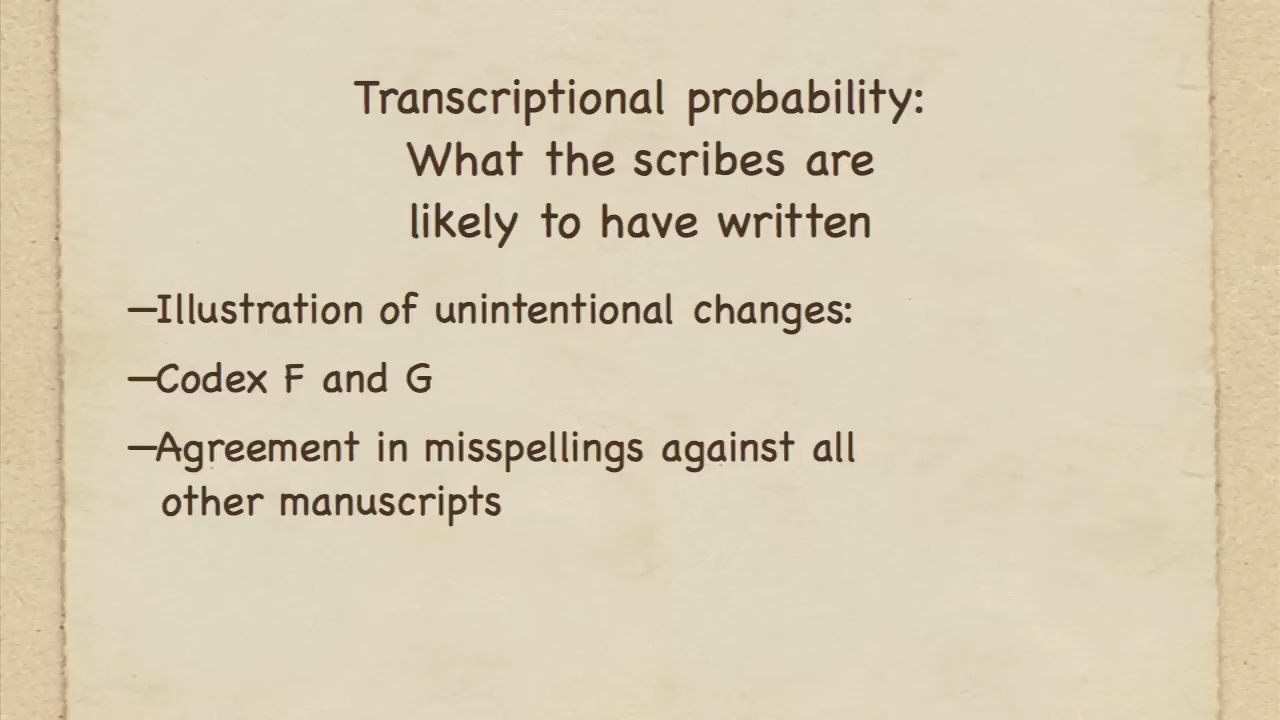 Transcriptional probability:
What the scribes are
likely to have written
—Illustration of unintentional changes:
—Codex F and G
—Agreement in misspellings against all
other manuscripts